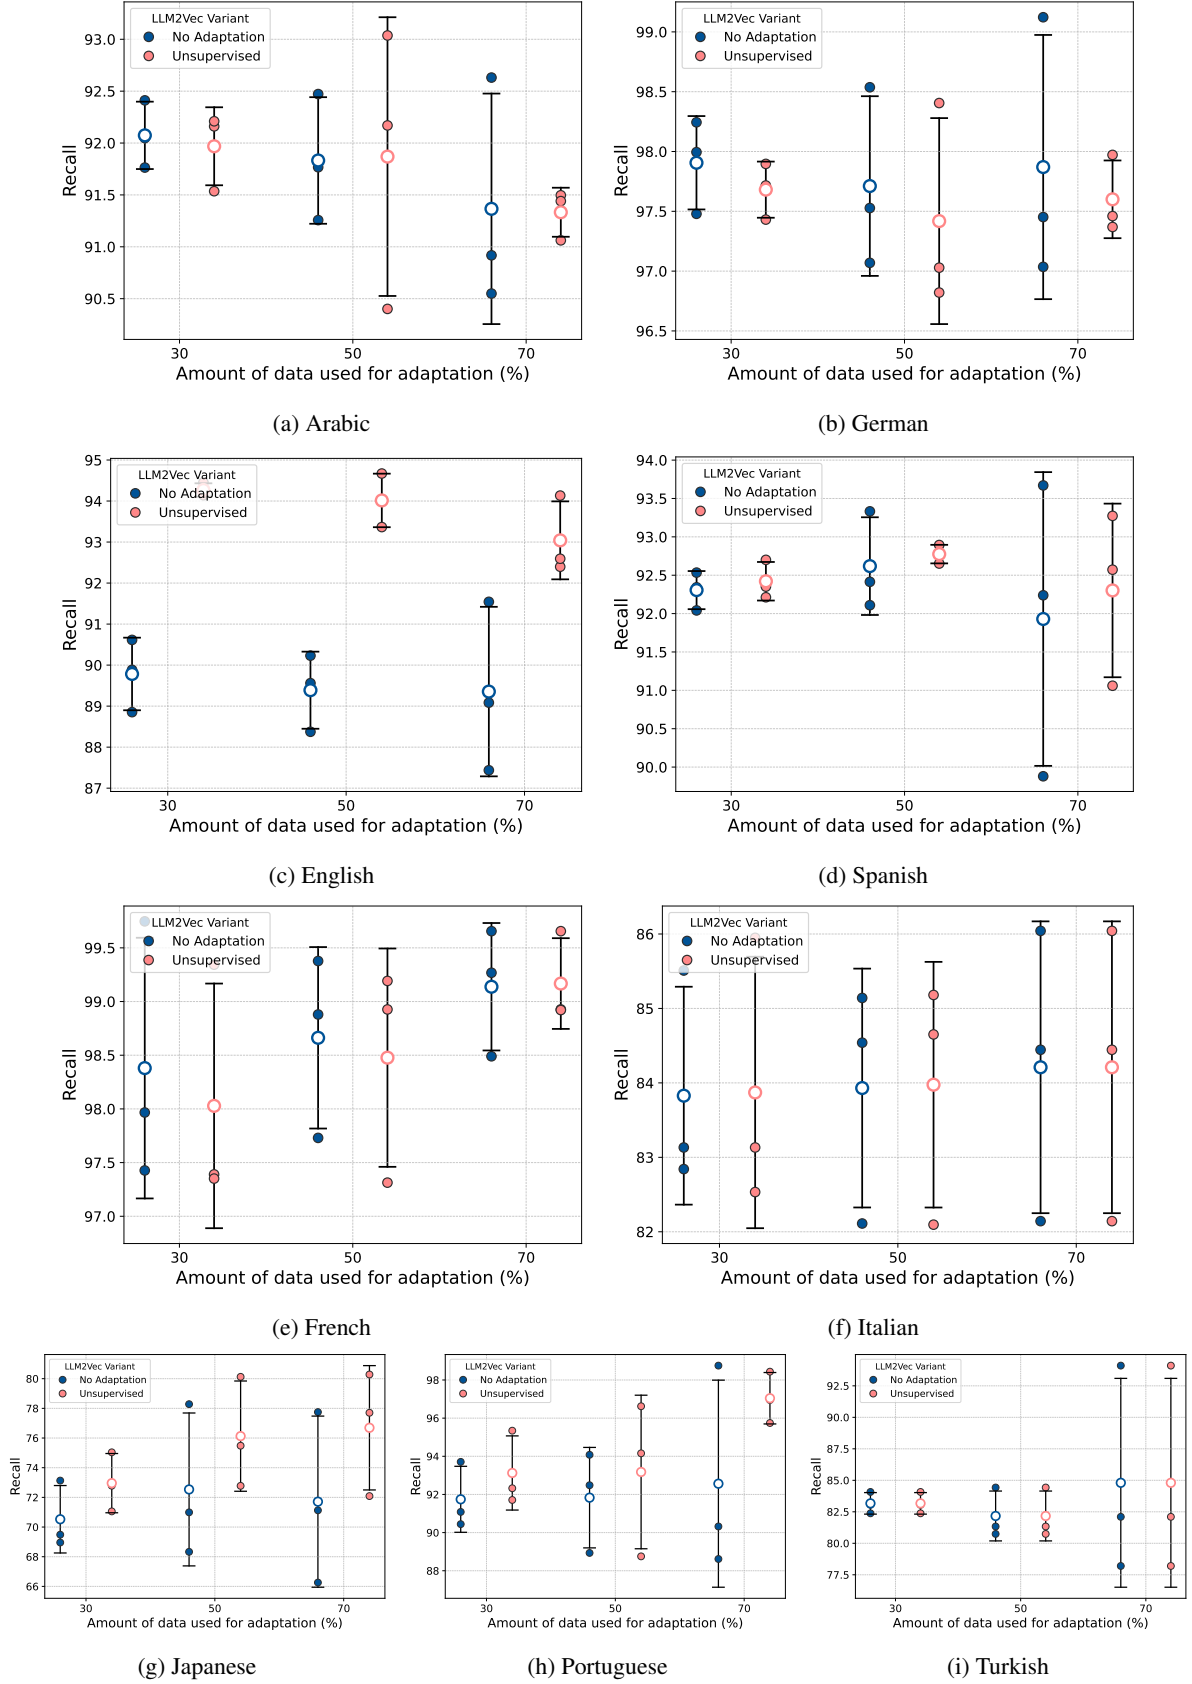 LLM2Vec Variant
No Adaptation
Unsupervised
93.0
92.5
92.0
91.5
91.0
90.5
Recall
30 50 70
Amount of data used for adaptation (%)
(a) Arabic
LLM2Vec Variant
No Adaptation
Unsupervised
99.0
98.5
98.0
97.5
97.0
96.5
Recall
30 50 70
Amount of data used for adaptation (%)
(b) German
LLM2Vec Variant
No Adaptation
Unsupervised
95
94
93
92
91
90
89
88
87
Recall
30 50 70
Amount of data used for adaptation (%)
(c) English
LLM2Vec Variant
No Adaptation
Unsupervised
94.0
93.5
93.0
92.5
92.0
91.5
91.0
90.5
90.0
Recall
30 50 70
Amount of data used for adaptation (%)
(d) Spanish
LLM2Vec Variant
No Adaptation
Unsupervised
99.5
99.0
98.5
98.0
97.5
97.0
Recall
30 50 70
Amount of data used for adaptation (%)
(e) French
LLM2Vec Variant
No Adaptation
Unsupervised
86
85
84
83
82
Recall
30 50 70
Amount of data used for adaptation (%)
(f) Italian
LLM2Vec Variant
No Adaptation
Unsupervised
80
78
76
74
72
70
68
66
Recall
30 50 70
Amount of data used for adaptation (%)
(g) Japanese
LLM2Vec Variant
No Adaptation
Unsupervised
98
96
94
92
90
88
Recall
30 50 70
Amount of data used for adaptation (%)
(h) Portuguese
LLM2Vec Variant
No Adaptation
Unsupervised
92.5
90.0
87.5
85.0
82.5
80.0
77.5
Recall
30 50 70
Amount of data used for adaptation (%)
(i) Turkish